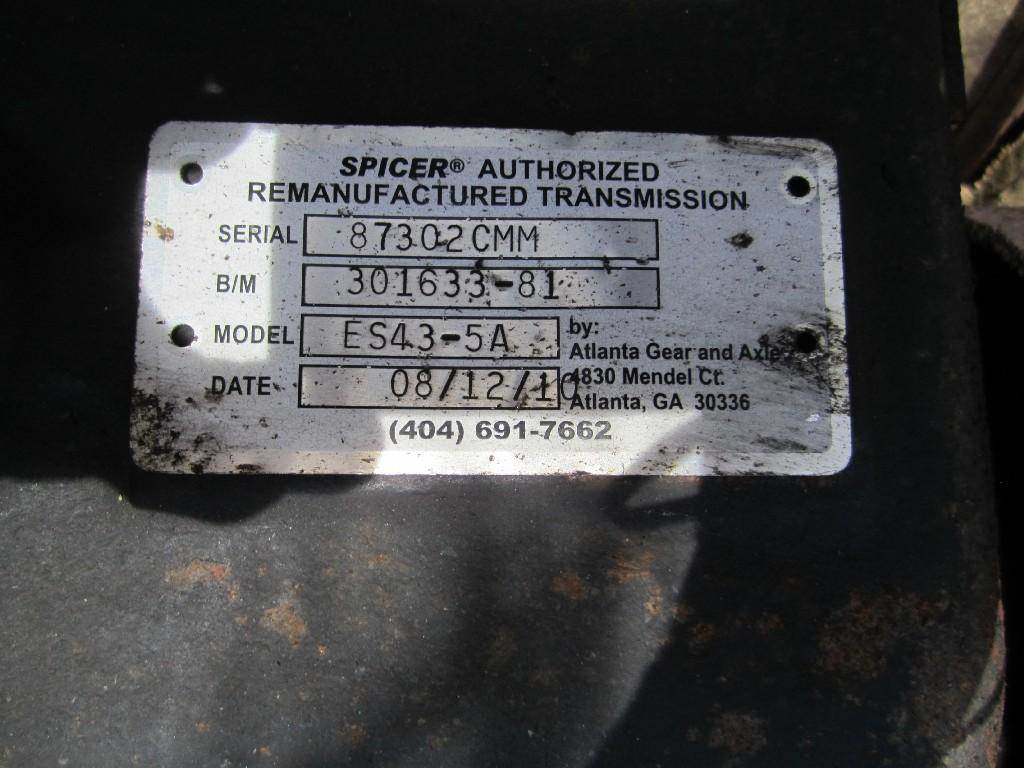 SPICER® AUTHORIZED
REMANUFACTURED TRANSMISSION
SERIAL 87302CMM
B/M 301633-81
MODEL ES43-5A by:
Atlanta Gear and Axle
DATE 08/12/10 4830 Mendel Ct.
Atlanta, GA 30336
(404) 691-7662